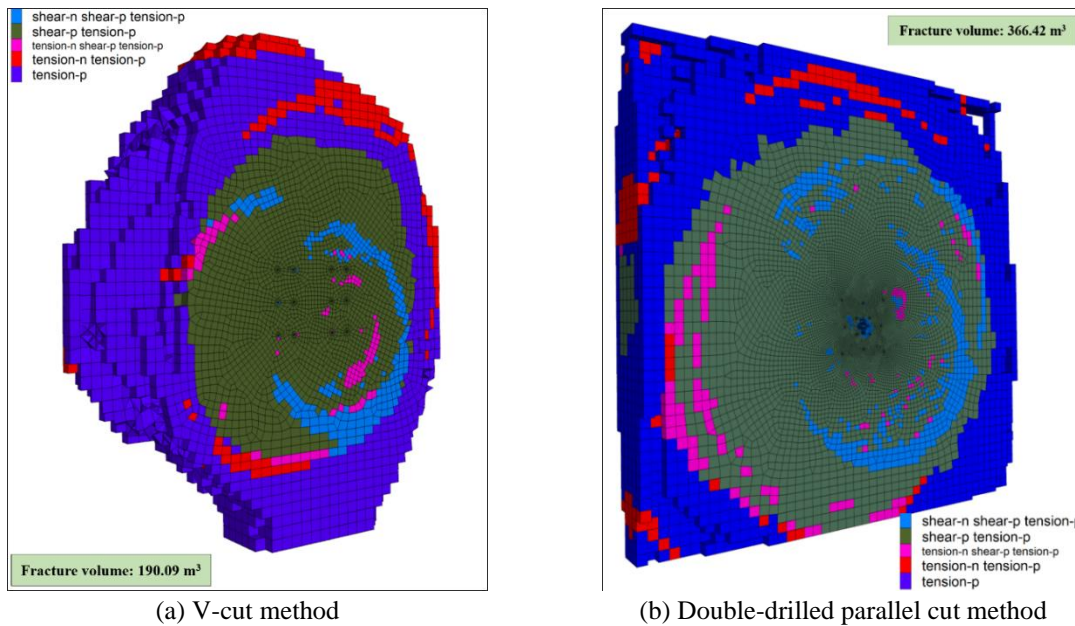 shear-n shear-p tension-p
shear-p tension-p
tension-n shear-p tension-p
tension-n tension-p
tension-p
Fracture volume: 190.09 m³
(a) V-cut method
Fracture volume: 366.42 m³
shear-n shear-p tension-p
shear-p tension-p
tension-n shear-p tension-p
tension-n tension-p
tension-p
(b) Double-drilled parallel cut method